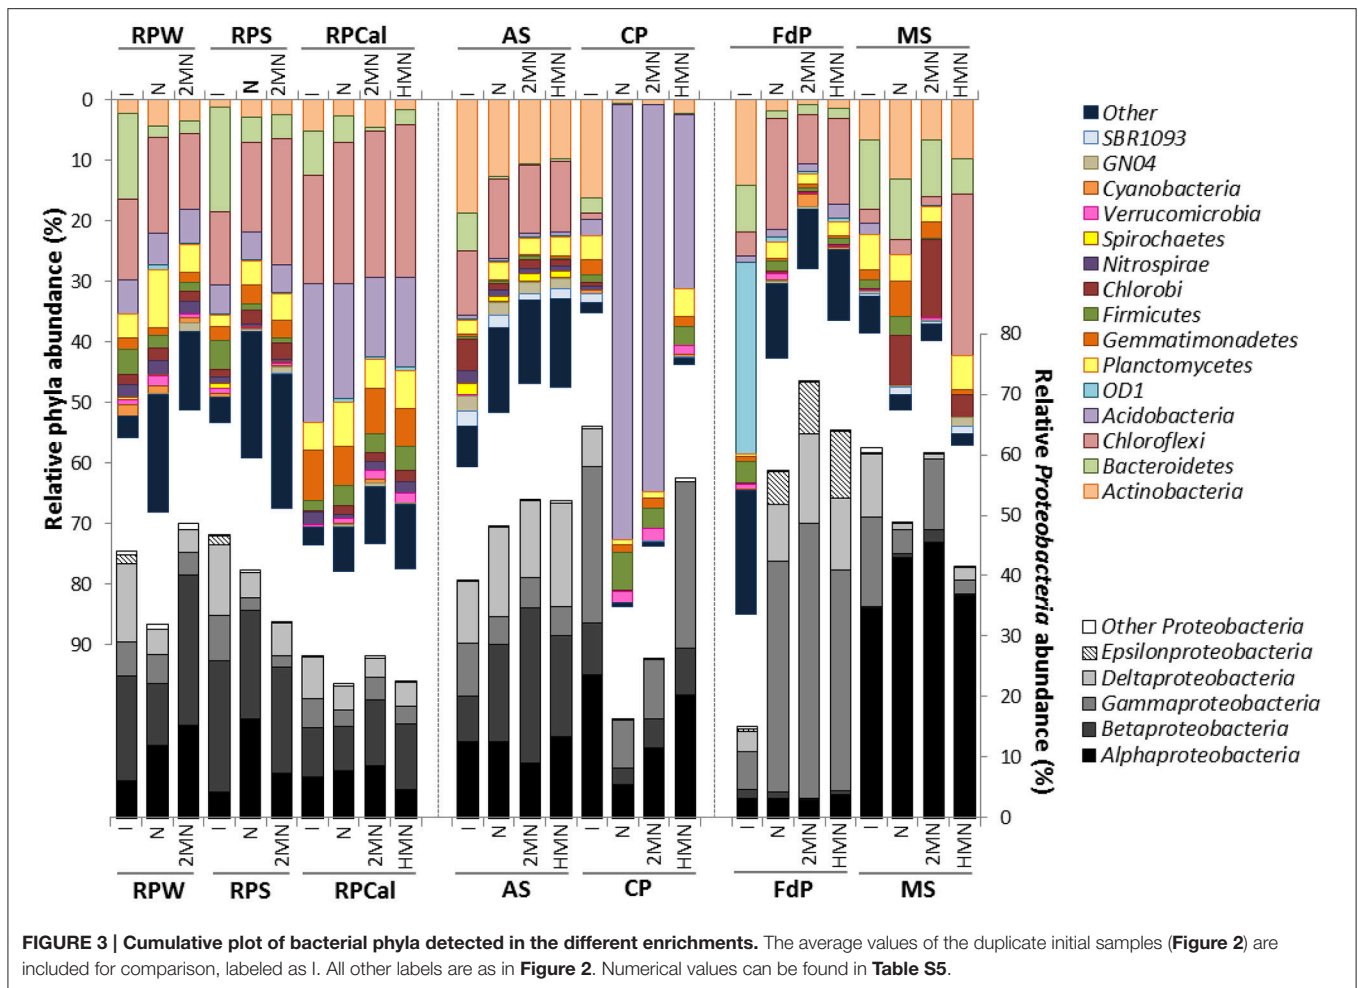 RPW RPS RPCal AS CP FdP MS
I N 2MN I N 2MN I N 2MN HMN I N 2MN HMN I N 2MN HMN I N 2MN HMN I N 2MN HMN
Relative phyla abundance (%)
0
10
20
30
40
50
60
70
80
90
Relative Proteobacteria abundance (%)
80
70
60
50
40
30
20
10
0
Other
SBR1093
GN04
Cyanobacteria
Verrucomicrobia
Spirochaetes
Nitrospirae
Chlorobi
Firmicutes
Gemmatimonadetes
Planctomycetes
OD1
Acidobacteria
Chloroflexi
Bacteroidetes
Actinobacteria
Other Proteobacteria
Epsilonproteobacteria
Deltaproteobacteria
Gammaproteobacteria
Betaproteobacteria
Alphaproteobacteria
I N 2MN I N 2MN I N 2MN HMN I N 2MN HMN I N 2MN HMN I N 2MN HMN I N 2MN HMN
RPW RPS RPCal AS CP FdP MS
FIGURE 3 | Cumulative plot of bacterial phyla detected in the different enrichments. The average values of the duplicate initial samples (Figure 2) are
included for comparison, labeled as I. All other labels are as in Figure 2. Numerical values can be found in Table S5.